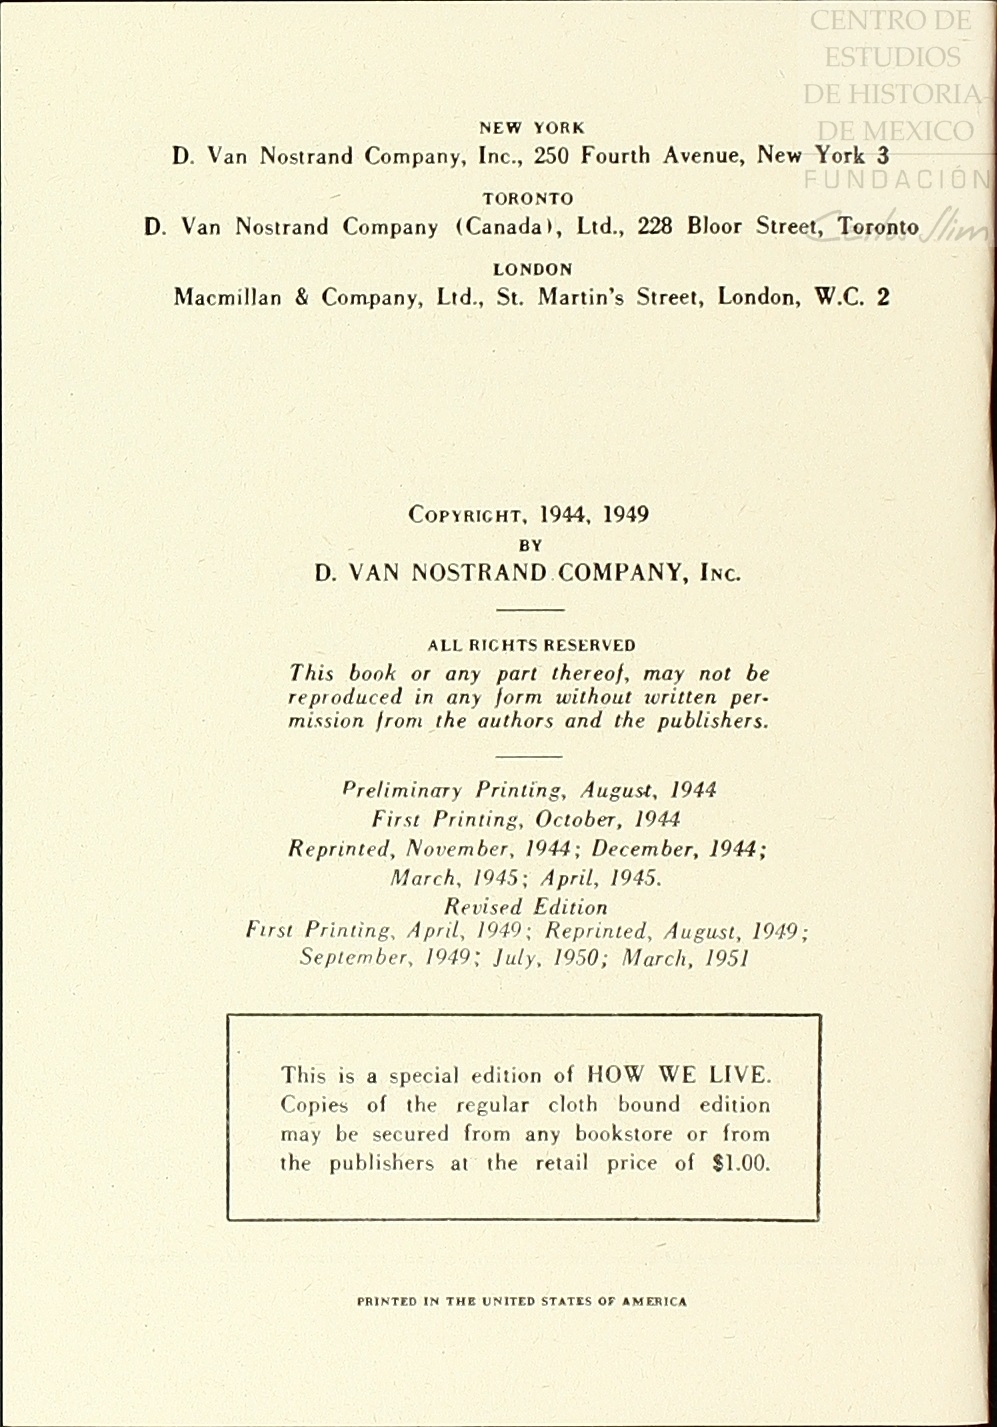 CENTRO DE
ESTUDIOS
DE HISTORIA
DE MEXICO
FUNDACIÓN
Carlos Slim
NEW YORK
D. Van Nostrand Company, Inc., 250 Fourth Avenue, New York 3
TORONTO
D. Van Nostrand Company (Canada), Ltd., 228 Bloor Street, Toronto
LONDON
Macmillan & Company, Ltd., St. Martin's Street, London, W.C. 2
COPYRIGHT, 1944, 1949
BY
D. VAN NOSTRAND COMPANY, INC.
ALL RIGHTS RESERVED
This book or any part thereof, may not be
reproduced in any form without written per-
mission from the authors and the publishers.
Preliminary Printing, August, 1944
First Printing, October, 1944
Reprinted, November, 1944; December, 1944;
March, 1945; April, 1945.
Revised Edition
First Printing, April, 1949; Reprinted, August, 1949;
September, 1949; July, 1950; March, 1951
This is a special edition of HOW WE LIVE.
Copies of the regular cloth bound edition
may be secured from any bookstore or from
the publishers at the retail price of $1.00.
PRINTED IN THE UNITED STATES OF AMERICA